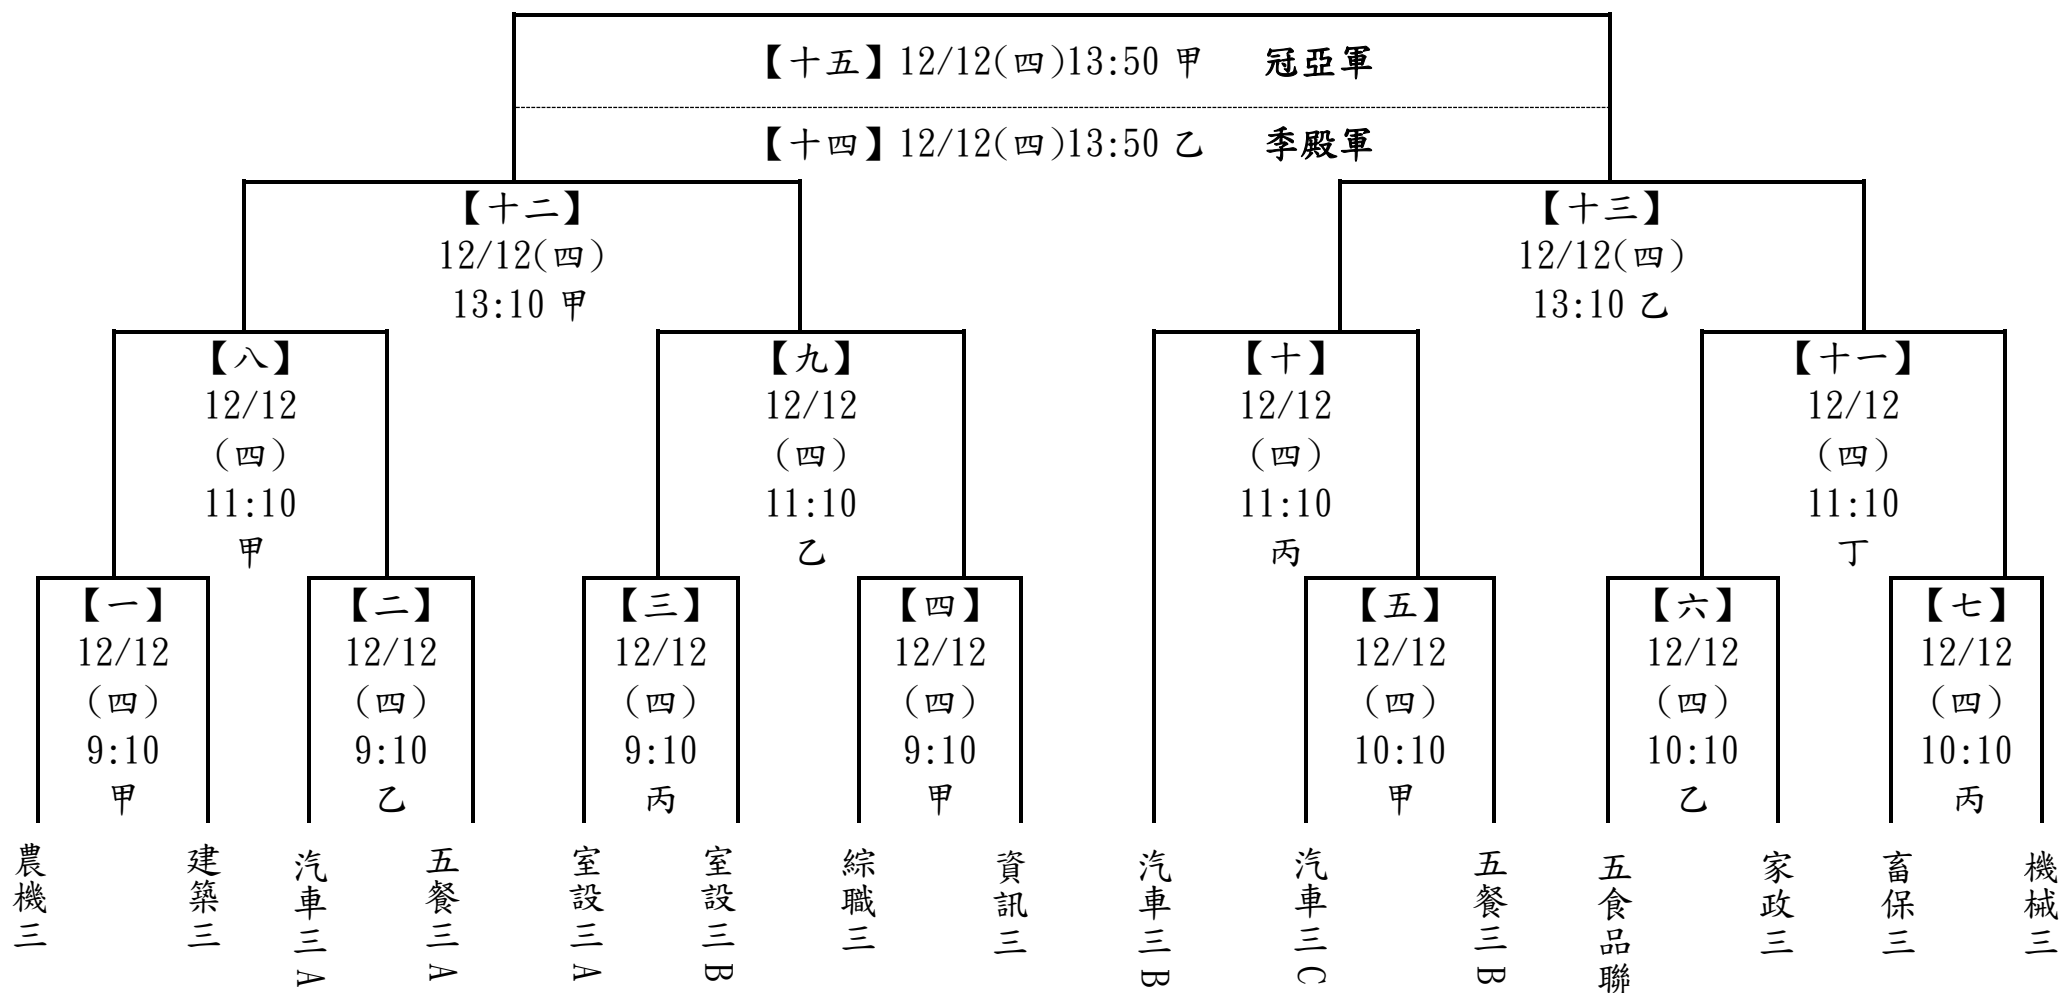 【十五】12/12(四)13:50 甲 冠亞軍
【十四】12/12(四)13:50 乙 季殿軍
【十二】
12/12(四)
13:10 甲
【十三】
12/12(四)
13:10 乙
【八】
12/12
(四)
11:10
甲
【九】
12/12
(四)
11:10
乙
【十】
12/12
(四)
11:10
丙
【十一】
12/12
(四)
11:10
丁
【一】
12/12
(四)
9:10
甲
【二】
12/12
(四)
9:10
乙
【三】
12/12
(四)
9:10
丙
【四】
12/12
(四)
9:10
甲
【五】
12/12
(四)
10:10
甲
【六】
12/12
(四)
10:10
乙
【七】
12/12
(四)
10:10
丙
農機三
建築三
汽車三A
五餐三A
室設三A
室設三B
綜職三
資訊三
汽車三B
汽車三C
五餐三B
五食品聯
家政三
畜保三
機械三